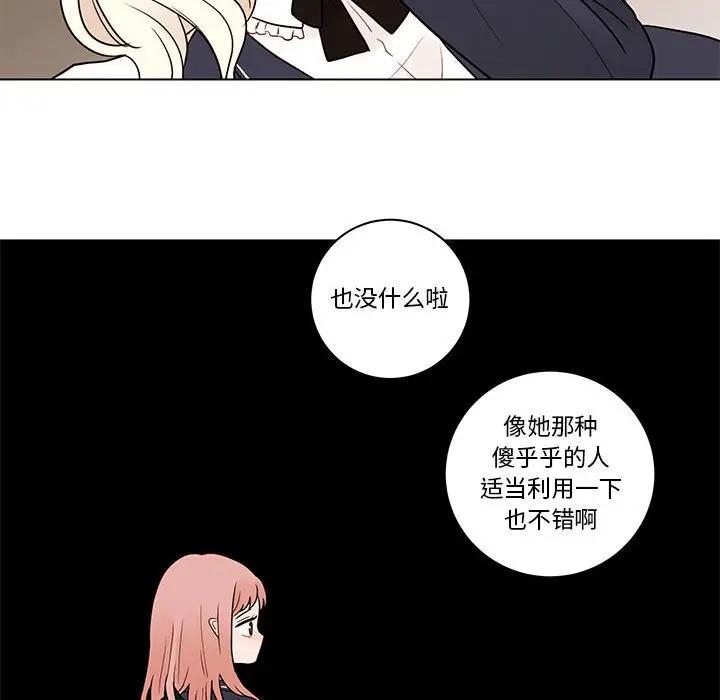 也没什么啦
像她那种
傻乎乎的人
适当利用一下
也不错啊